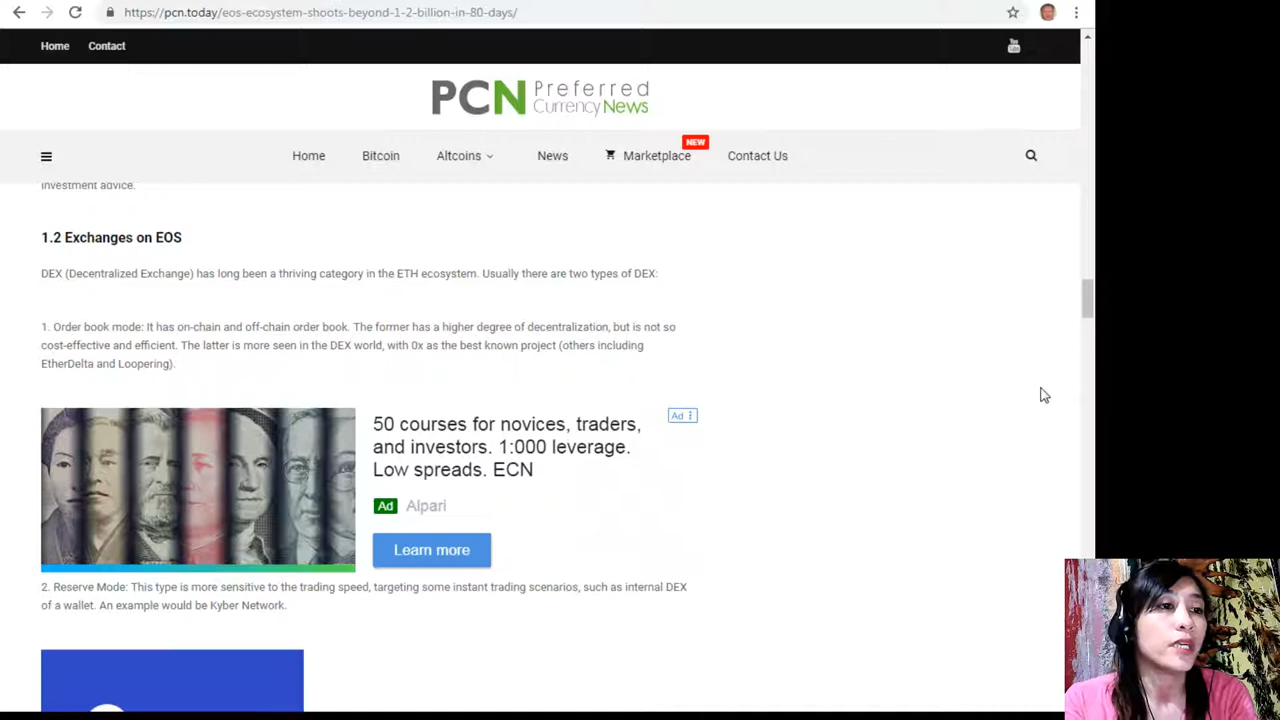 https://pcn.today/eos-ecosystem-shoots-beyond-1-2-billion-in-80-days/
Home Contact
You Tube
PCN Preferred Currency News
NEW
Home Bitcoin Altcoins News Marketplace Contact Us
investment advice.
1.2 Exchanges on EOS
DEX (Decentralized Exchange) has long been a thriving category in the ETH ecosystem. Usually there are two types of DEX:
1. Order book mode: It has on-chain and off-chain order book. The former has a higher degree of decentralization, but is not so
cost-effective and efficient. The latter is more seen in the DEX world, with 0x as the best known project (others including
EtherDelta and Loopering).
50 courses for novices, traders,
and investors. 1:000 leverage.
Low spreads. ECN
Ad
Ad Alpari
Learn more
2. Reserve Mode: This type is more sensitive to the trading speed, targeting some instant trading scenarios, such as internal DEX
of a wallet. An example would be Kyber Network.